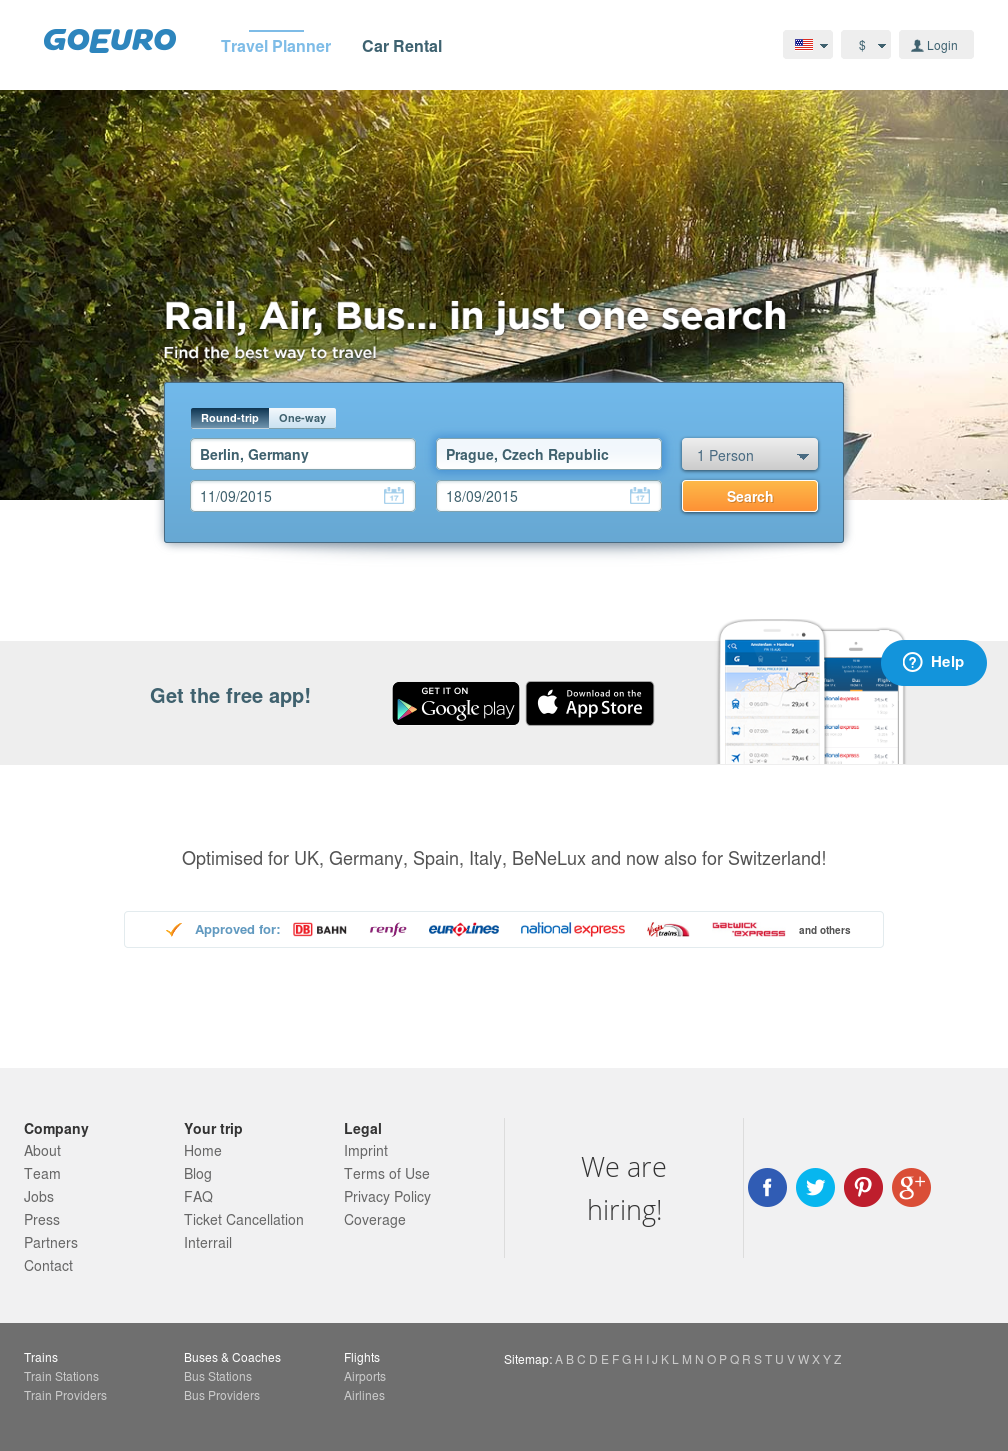 GOEURO
Travel Planner
Car Rental
$
Login
Rail, Air, Bus... in just one search
Find the best way to travel
Round-trip
One-way
Berlin, Germany
Prague, Czech Republic
1 Person
11/09/2015
17
18/09/2015
17
Search
Get the free app!
GET IT ON
Google play
Download on the
App Store
Help
Optimised for UK, Germany, Spain, Italy, BeNeLux and now also for Switzerland!
Approved for:
DB BAHN
renfe
EUROLINES
national express
Virgin trains
GATWICK EXPRESS
and others
Company
About
Team
Jobs
Press
Partners
Contact
Your trip
Home
Blog
FAQ
Ticket Cancellation
Interrail
Legal
Imprint
Terms of Use
Privacy Policy
Coverage
We are
hiring!
Trains
Train Stations
Train Providers
Buses & Coaches
Bus Stations
Bus Providers
Flights
Airports
Airlines
Sitemap: A B C D E F G H I J K L M N O P Q R S T U V W X Y Z